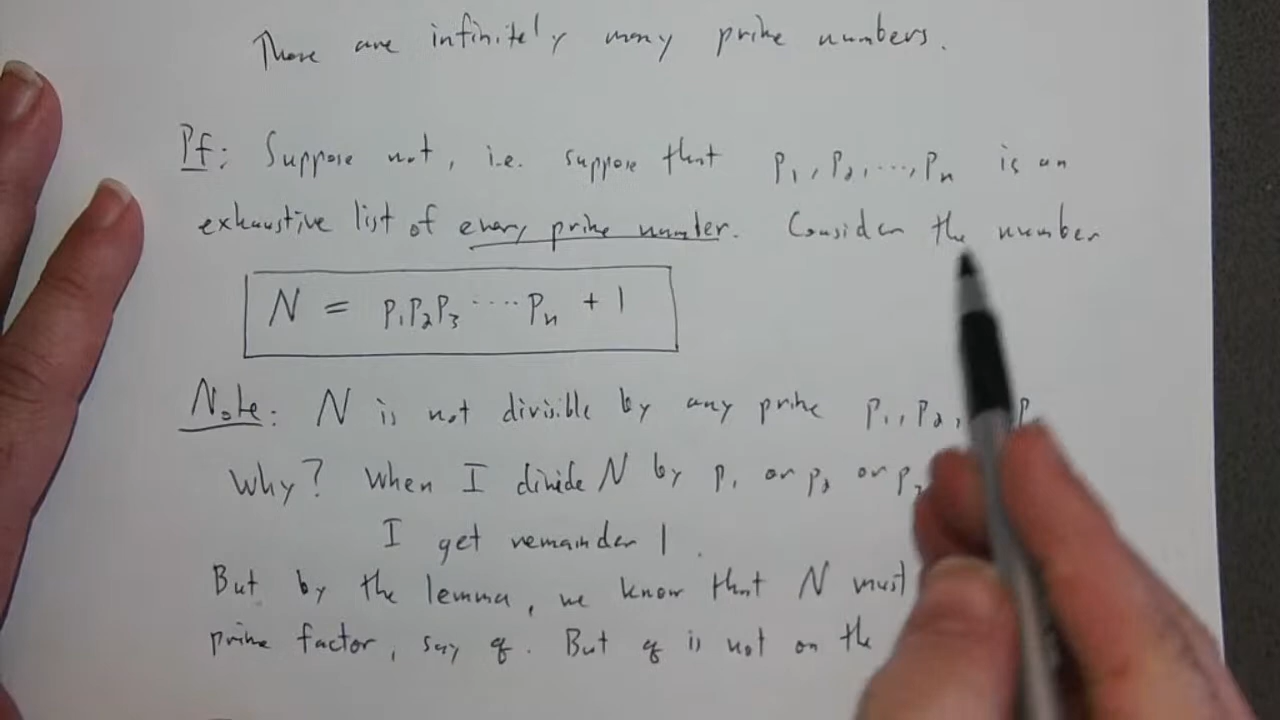 There are infinitely many prime numbers.
Pf: Suppose not, i.e. suppose that p₁, p₂, ..., pₙ is an
exhaustive list of every prime number. Consider the number
N = p₁p₂p₃ ···· pₙ + 1
Note: N is not divisible by any prime p₁, p₂,
Why? When I divide N by p₁ or p₂ or
I get remainder 1.
But by the lemma, we know that N must
prime factor, say q. But q is not on the